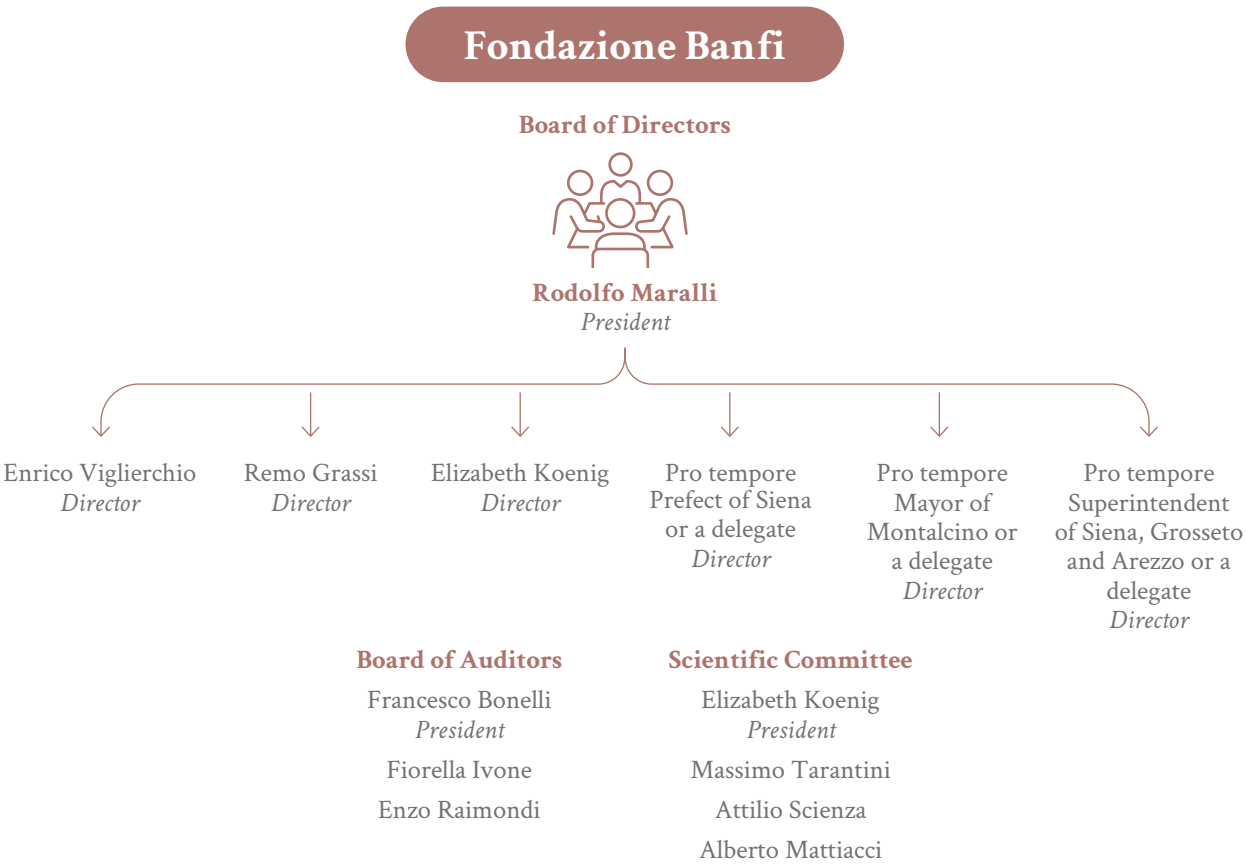 Fondazione Banfi
Board of Directors
Rodolfo Maralli
President
Enrico Viglierchio
Director
Remo Grassi
Director
Elizabeth Koenig
Director
Pro tempore
Prefect of Siena
or a delegate
Director
Pro tempore
Mayor of
Montalcino or
a delegate
Director
Pro tempore
Superintendent
of Siena, Grosseto
and Arezzo or a
delegate
Director
Board of Auditors
Francesco Bonelli
President
Fiorella Ivone
Enzo Raimondi
Scientific Committee
Elizabeth Koenig
President
Massimo Tarantini
Attilio Scienza
Alberto Mattiacci